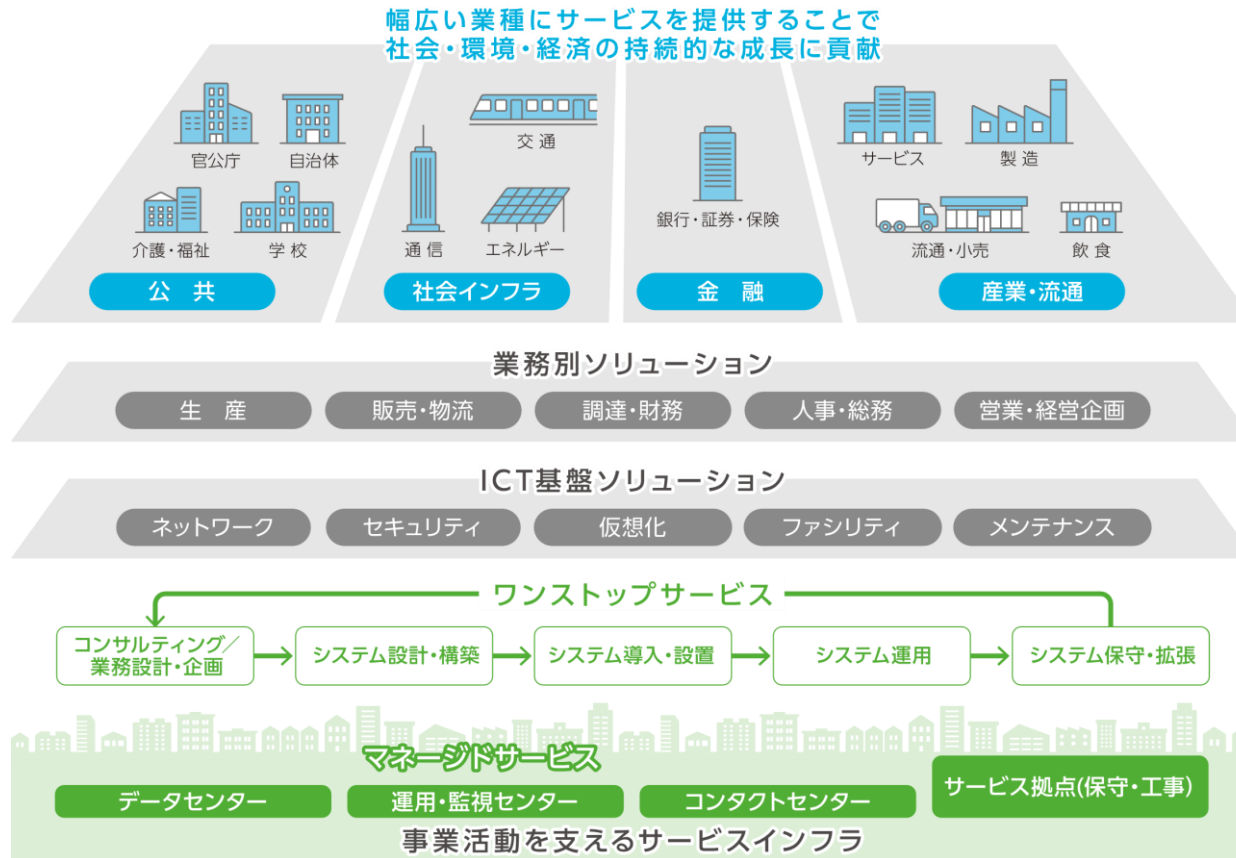 幅広い業種にサービスを提供することで
社会・環境・経済の持続的な成長に貢献
官公庁
自治体
介護・福祉
学校
公共
交通
通信
エネルギー
社会インフラ
銀行・証券・保険
金融
サービス
製造
流通・小売
飲食
産業・流通
業務別ソリューション
生産
販売・物流
調達・財務
人事・総務
営業・経営企画
ICT基盤ソリューション
ネットワーク
セキュリティ
仮想化
ファシリティ
メンテナンス
ワンストップサービス
コンサルティング/
業務設計・企画
システム設計・構築
システム導入・設置
システム運用
システム保守・拡張
マネージドサービス
データセンター
運用・監視センター
コンタクトセンター
サービス拠点(保守・工事)
事業活動を支えるサービスインフラ